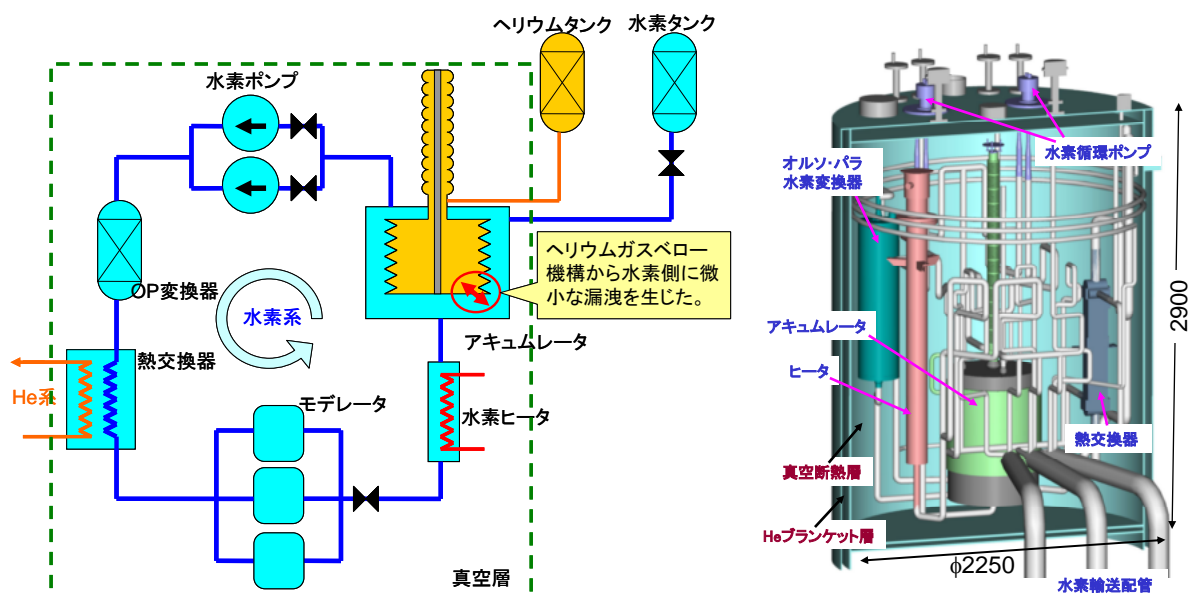 ヘリウムタンク
水素タンク
水素ポンプ
ヘリウムガスベロー
機構から水素側に微
小な漏洩を生じた。
OP変換器
水素系
アキュムレータ
熱交換器
He系
モデレータ
水素ヒータ
真空層
水素循環ポンプ
オルソ・パラ
水素変換器
アキュムレータ
ヒータ
熱交換器
真空断熱層
Heブランケット層
2900
φ2250
水素輸送配管